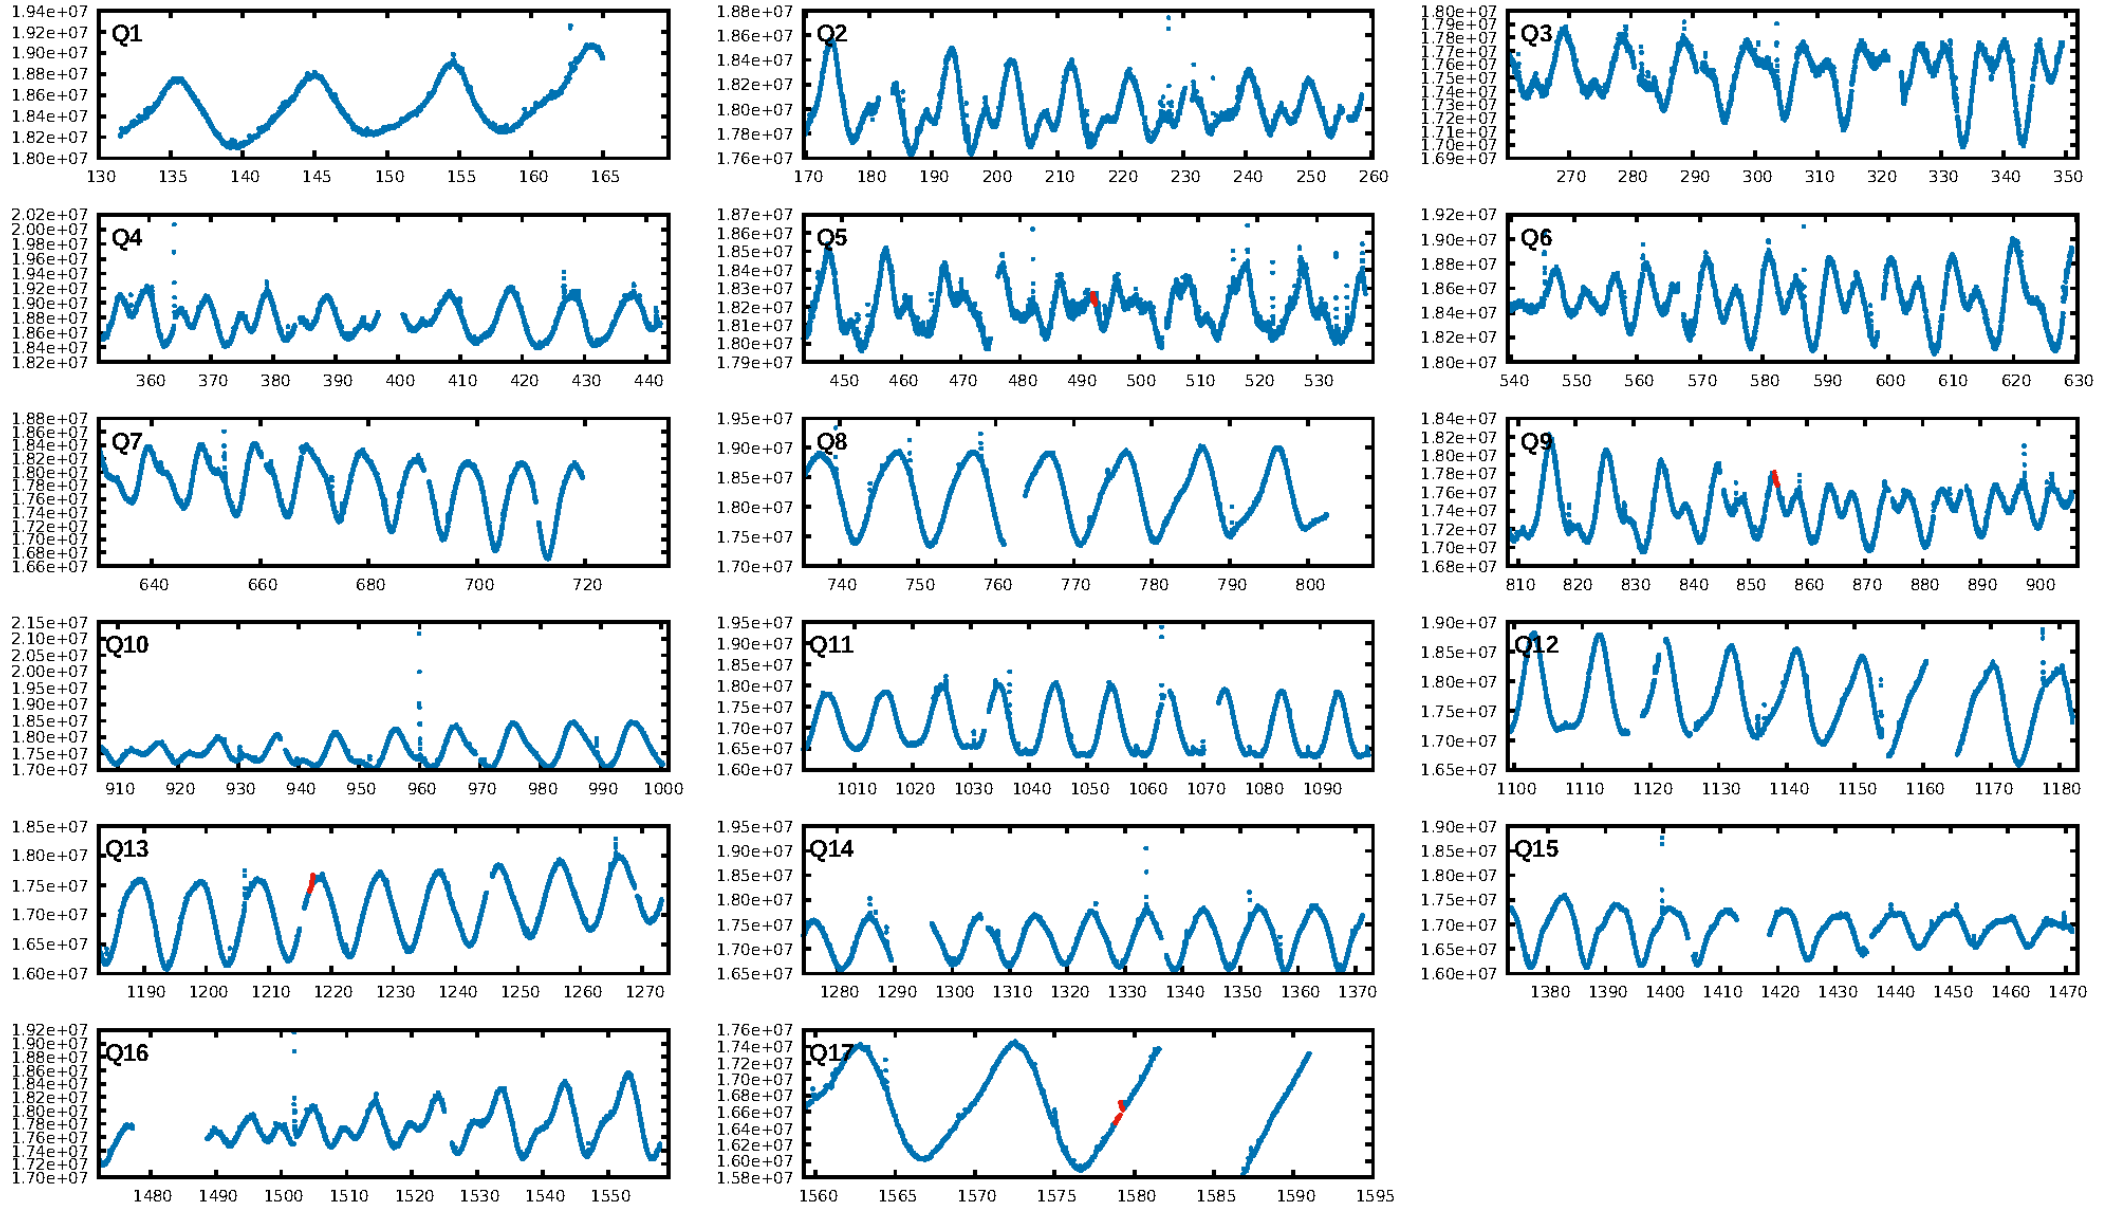 1.94e+07
1.92e+07
1.90e+07
1.88e+07
1.86e+07
1.84e+07
1.82e+07
1.80e+07
Q1
130 135 140 145 150 155 160 165
1.88e+07
1.86e+07
1.84e+07
1.82e+07
1.80e+07
1.78e+07
1.76e+07
Q2
170 180 190 200 210 220 230 240 250 260
1.80e+07
1.79e+07
1.78e+07
1.77e+07
1.76e+07
1.75e+07
1.74e+07
1.73e+07
1.72e+07
1.71e+07
1.70e+07
1.69e+07
Q3
270 280 290 300 310 320 330 340 350
2.02e+07
2.00e+07
1.98e+07
1.96e+07
1.94e+07
1.92e+07
1.90e+07
1.88e+07
1.86e+07
1.84e+07
1.82e+07
Q4
360 370 380 390 400 410 420 430 440
1.87e+07
1.86e+07
1.85e+07
1.84e+07
1.83e+07
1.82e+07
1.81e+07
1.80e+07
1.79e+07
Q5
450 460 470 480 490 500 510 520 530
1.92e+07
1.90e+07
1.88e+07
1.86e+07
1.84e+07
1.82e+07
1.80e+07
Q6
540 550 560 570 580 590 600 610 620 630
1.88e+07
1.86e+07
1.84e+07
1.82e+07
1.80e+07
1.78e+07
1.76e+07
1.74e+07
1.72e+07
1.70e+07
1.68e+07
1.66e+07
Q7
640 660 680 700 720
1.95e+07
1.90e+07
1.85e+07
1.80e+07
1.75e+07
1.70e+07
Q8
740 750 760 770 780 790 800
1.84e+07
1.82e+07
1.80e+07
1.78e+07
1.76e+07
1.74e+07
1.72e+07
1.70e+07
1.68e+07
Q9
810 820 830 840 850 860 870 880 890 900
2.15e+07
2.10e+07
2.05e+07
2.00e+07
1.95e+07
1.90e+07
1.85e+07
1.80e+07
1.75e+07
1.70e+07
Q10
910 920 930 940 950 960 970 980 990 1000
1.95e+07
1.90e+07
1.85e+07
1.80e+07
1.75e+07
1.70e+07
1.65e+07
1.60e+07
Q11
1010 1020 1030 1040 1050 1060 1070 1080 1090
1.90e+07
1.85e+07
1.80e+07
1.75e+07
1.70e+07
1.65e+07
Q12
1100 1110 1120 1130 1140 1150 1160 1170 1180
1.85e+07
1.80e+07
1.75e+07
1.70e+07
1.65e+07
1.60e+07
Q13
1190 1200 1210 1220 1230 1240 1250 1260 1270
1.95e+07
1.90e+07
1.85e+07
1.80e+07
1.75e+07
1.70e+07
1.65e+07
Q14
1280 1290 1300 1310 1320 1330 1340 1350 1360 1370
1.90e+07
1.85e+07
1.80e+07
1.75e+07
1.70e+07
1.65e+07
1.60e+07
Q15
1380 1390 1400 1410 1420 1430 1440 1450 1460 1470
1.92e+07
1.90e+07
1.88e+07
1.86e+07
1.84e+07
1.82e+07
1.80e+07
1.78e+07
1.76e+07
1.74e+07
1.72e+07
1.70e+07
Q16
1480 1490 1500 1510 1520 1530 1540 1550
1.76e+07
1.74e+07
1.72e+07
1.70e+07
1.68e+07
1.66e+07
1.64e+07
1.62e+07
1.60e+07
1.58e+07
Q17
1560 1565 1570 1575 1580 1585 1590 1595